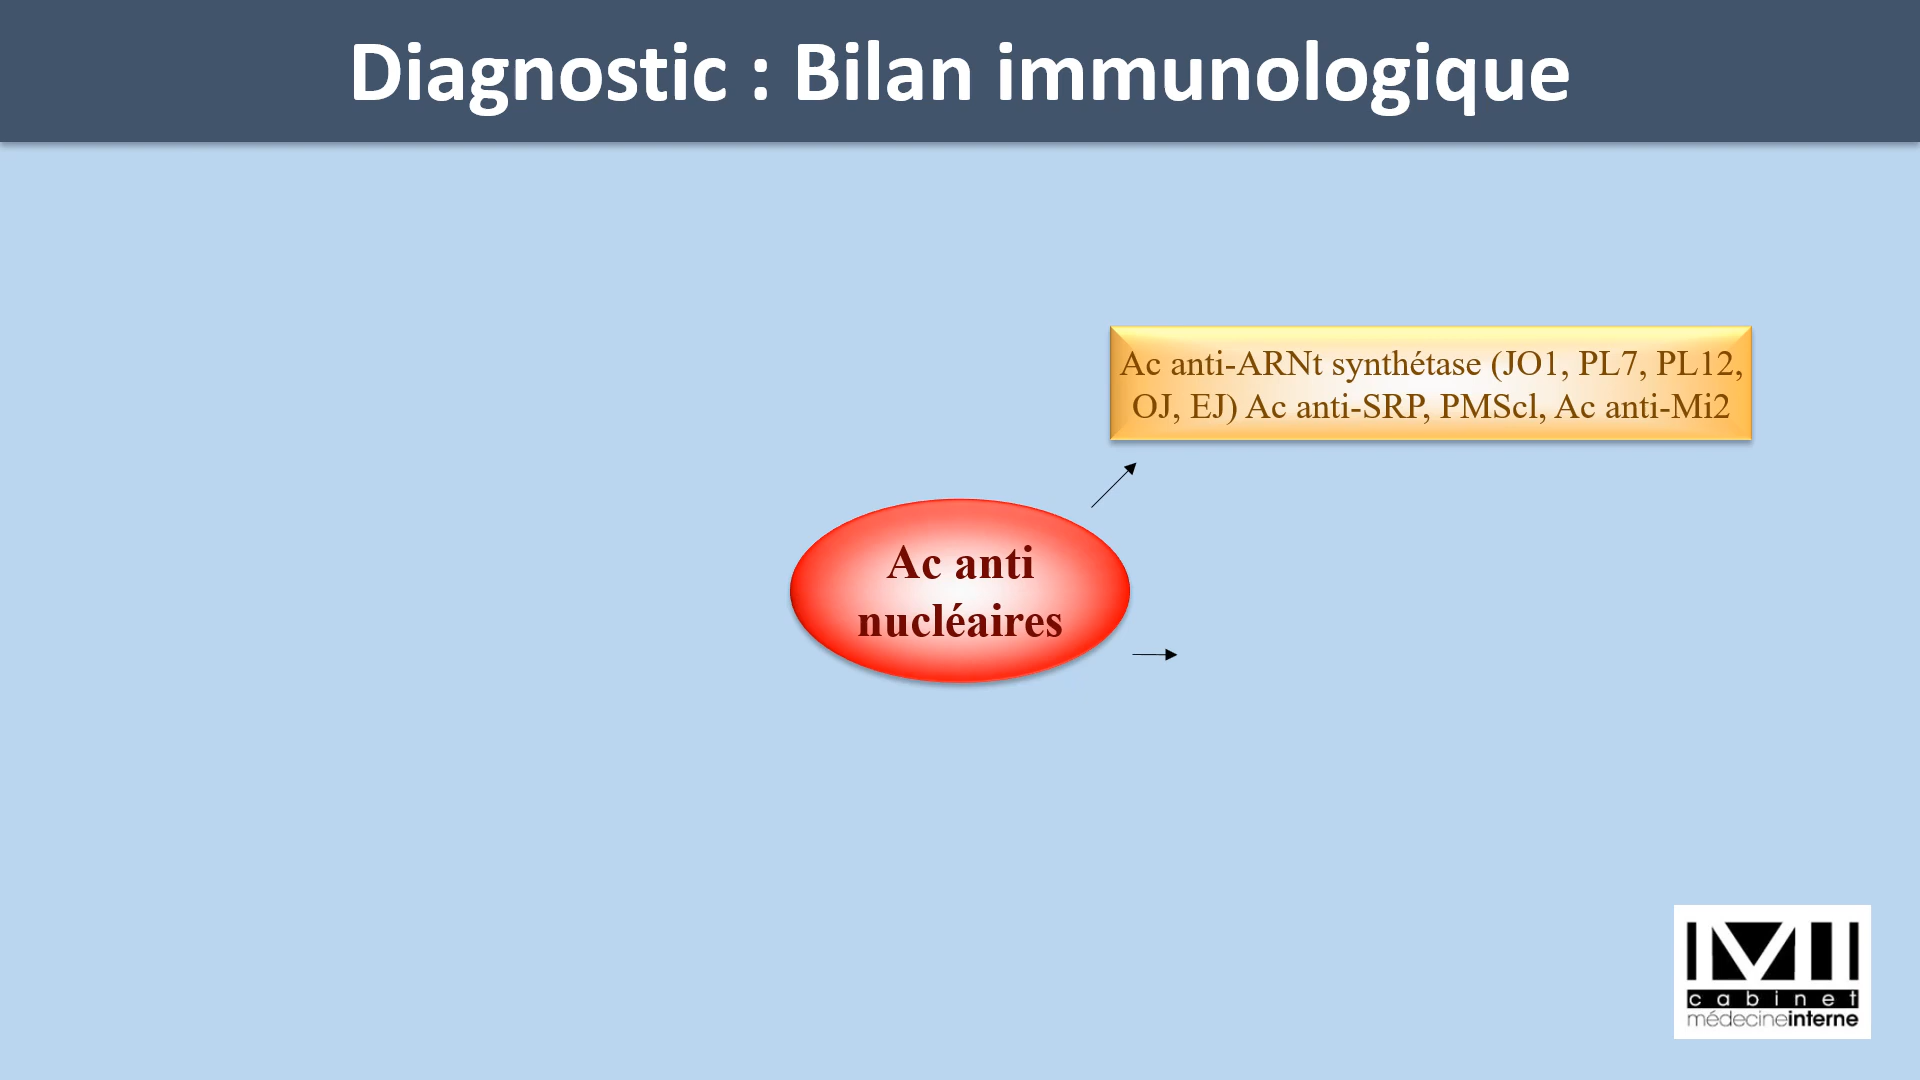 Diagnostic : Bilan immunologique
Ac anti-ARNt synthétase (JO1, PL7, PL12,
OJ, EJ) Ac anti-SRP, PMScl, Ac anti-Mi2
Ac anti
nucléaires
MI
cabinet
médecineinterne